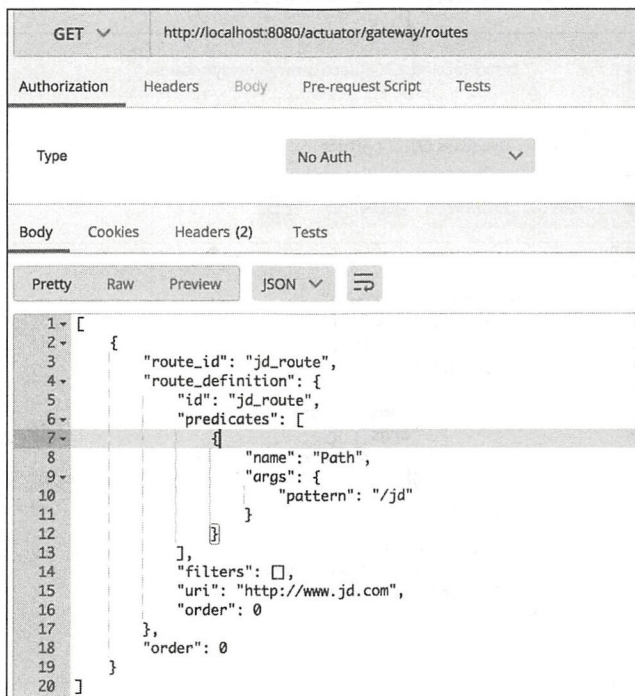 GET http://localhost:8080/actuator/gateway/routes
Authorization Headers Body Pre-request Script Tests
Type No Auth
Body Cookies Headers (2) Tests
Pretty Raw Preview JSON
1 [
2 {
3 "route_id": "jd_route",
4 "route_definition": {
5 "id": "jd_route",
6 "predicates": [
7 {
8 "name": "Path",
9 "args": {
10 "pattern": "/jd"
11 }
12 }
13 ],
14 "filters": [],
15 "uri": "http://www.jd.com",
16 "order": 0
17 },
18 "order": 0
19 }
20 ]